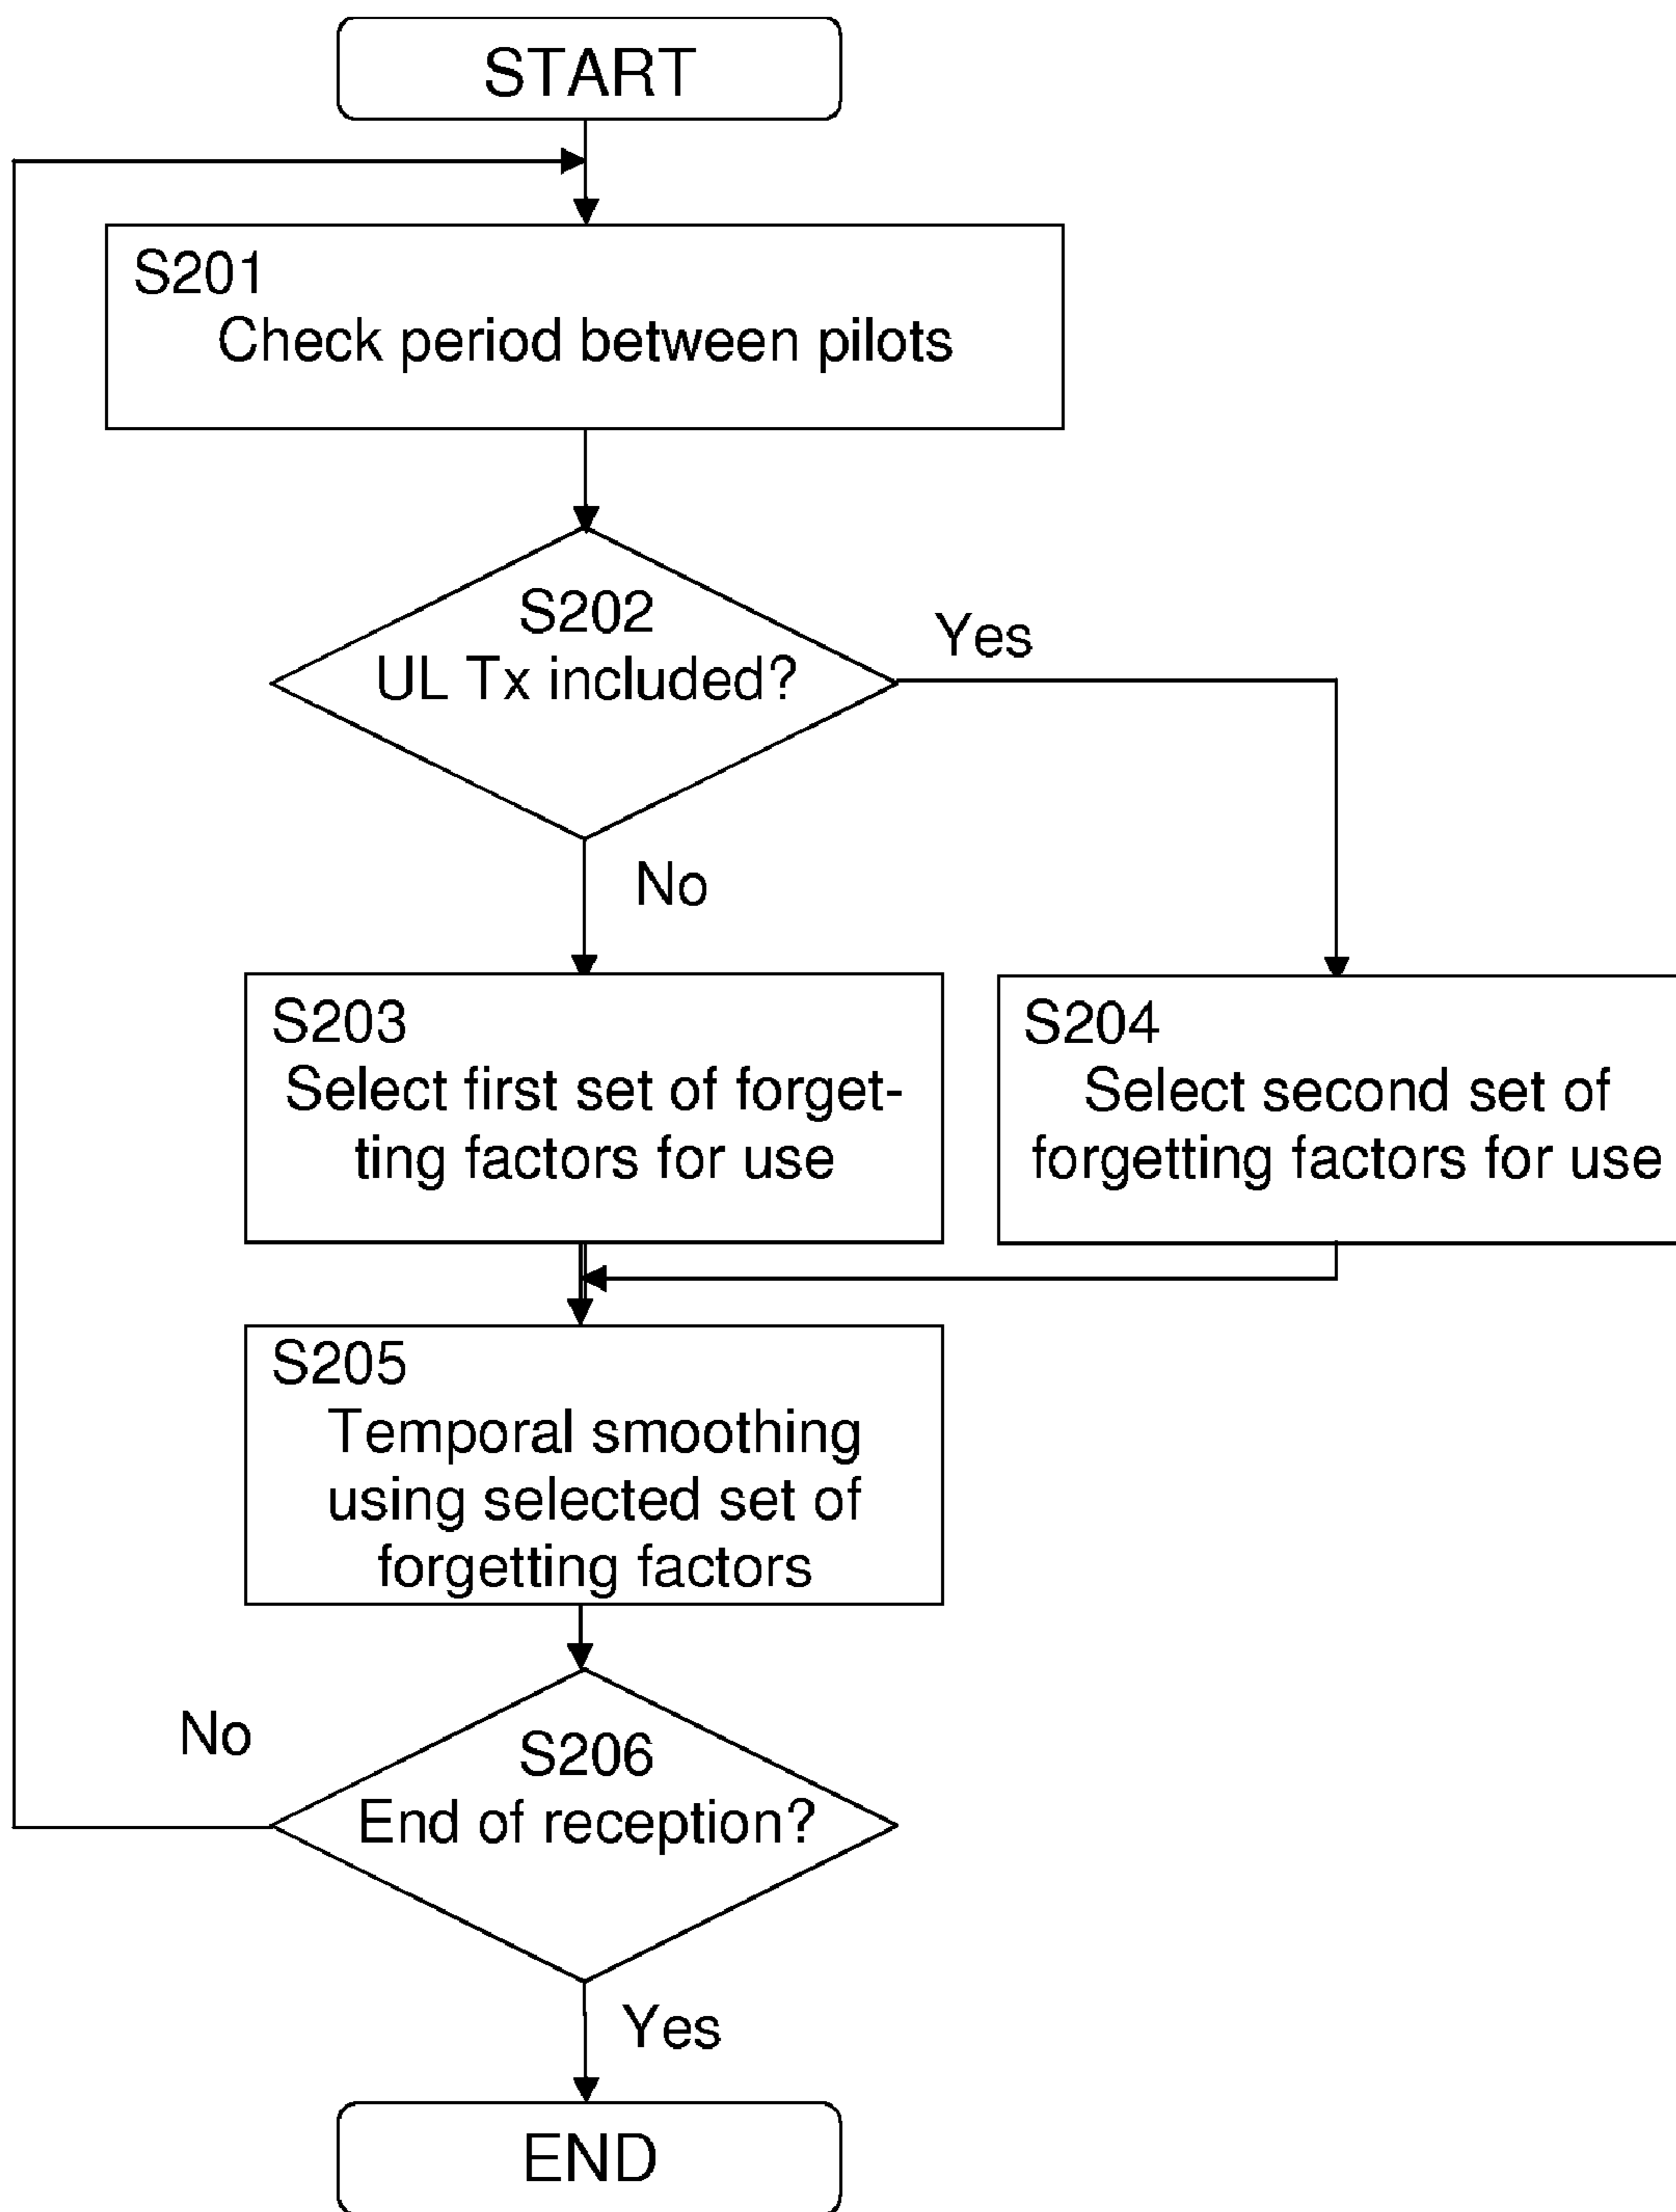 START
S201
Check period between pilots
S202
UL Tx included?
Yes
No
S203
Select first set of forget-
ting factors for use
S204
Select second set of
forgetting factors for use
S205
Temporal smoothing
using selected set of
forgetting factors
No
S206
End of reception?
Yes
END